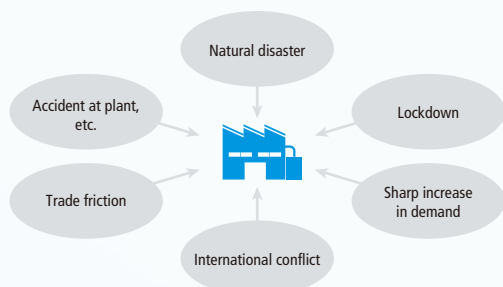 Natural disaster
Accident at plant,
etc.
Lockdown
Trade friction
Sharp increase
in demand
International conflict